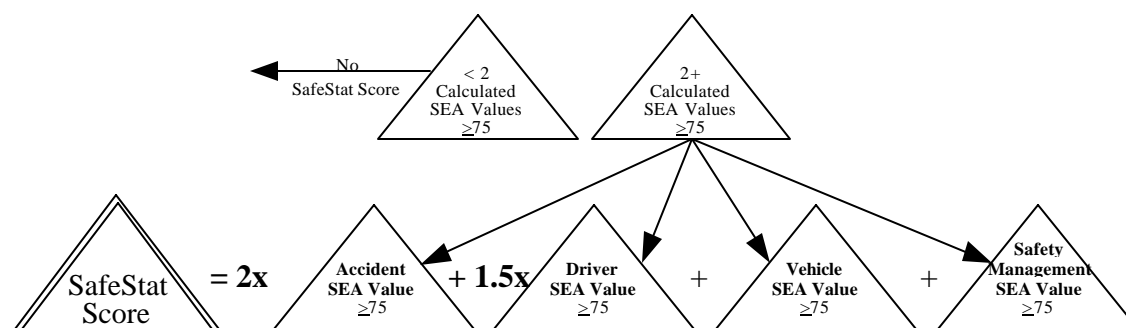 No
SafeStat Score
< 2
Calculated
SEA Values
≥75
2+
Calculated
SEA Values
≥75
SafeStat
Score
= 2x
Accident
SEA Value
≥75
+ 1.5x
Driver
SEA Value
≥75
+
Vehicle
SEA Value
≥75
+
Safety
Management
SEA Value
≥75